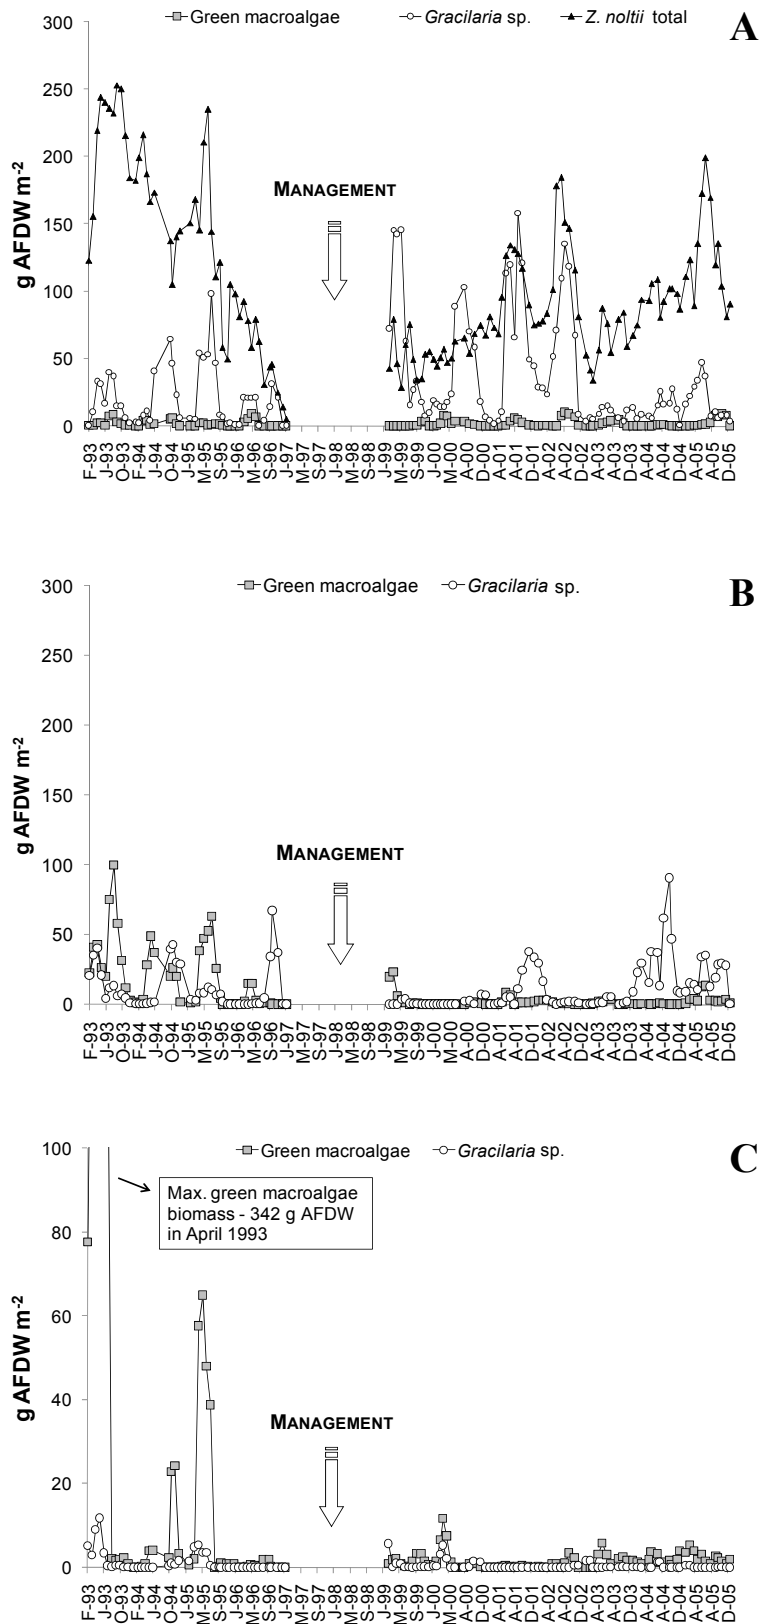 Green macroalgae Gracilaria sp. Z. noltii total
A
300
250
200
150
100
50
0
g AFDW m-2
MANAGEMENT
F-93 J-93 O-93 F-94 J-94 O-94 J-95 M-95 S-95 J-96 M-96 S-96 J-97 M-97 S-97 J-98 M-98 S-98 J-99 M-99 S-99 J-00 M-00 A-00 D-00 A-01 A-01 D-01 A-02 A-02 D-02 A-03 A-03 D-03 A-04 A-04 D-04 A-05 A-05 D-05
Green macroalgae Gracilaria sp.
B
300
250
200
150
100
50
0
g AFDW m-2
MANAGEMENT
F-93 J-93 O-93 F-94 J-94 O-94 J-95 M-95 S-95 J-96 M-96 S-96 J-97 M-97 S-97 J-98 M-98 S-98 J-99 M-99 S-99 J-00 M-00 A-00 D-00 A-01 A-01 D-01 A-02 A-02 D-02 A-03 A-03 D-03 A-04 A-04 D-04 A-05 A-05 D-05
Green macroalgae Gracilaria sp.
C
100
80
60
40
20
0
g AFDW m-2
Max. green macroalgae
biomass - 342 g AFDW
in April 1993
MANAGEMENT
F-93 J-93 O-93 F-94 J-94 O-94 J-95 M-95 S-95 J-96 M-96 S-96 J-97 M-97 S-97 J-98 M-98 S-98 J-99 M-99 S-99 J-00 M-00 A-00 D-00 A-01 A-01 D-01 A-02 A-02 D-02 A-03 A-03 D-03 A-04 A-04 D-04 A-05 A-05 D-05